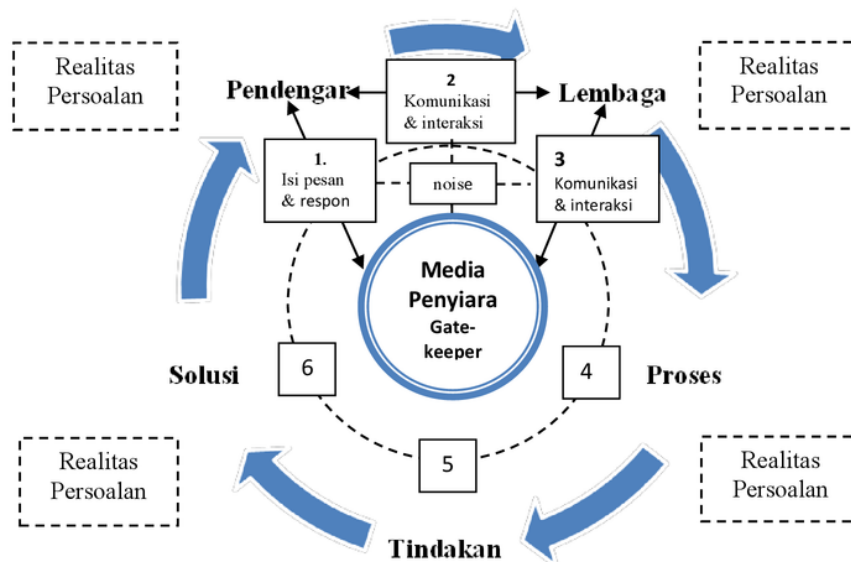 Realitas
Persoalan
Realitas
Persoalan
Pendengar
2
Komunikasi
& interaksi
Lembaga
1.
Isi pesan
& respon
noise
3
Komunikasi
& interaksi
Media
Penyiara
Gate-
keeper
Solusi
6
4
Proses
5
Realitas
Persoalan
Realitas
Persoalan
Tindakan